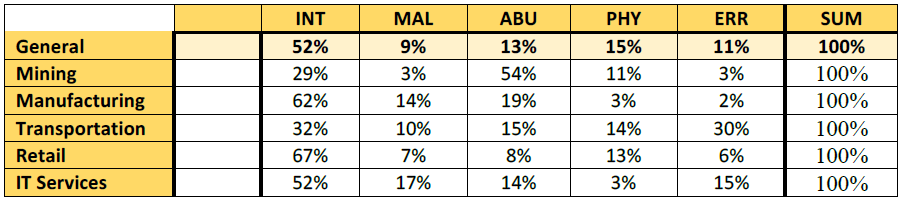 INT MAL ABU PHY ERR SUM
General 52% 9% 13% 15% 11% 100%
Mining 29% 3% 54% 11% 3% 100%
Manufacturing 62% 14% 19% 3% 2% 100%
Transportation 32% 10% 15% 14% 30% 100%
Retail 67% 7% 8% 13% 6% 100%
IT Services 52% 17% 14% 3% 15% 100%